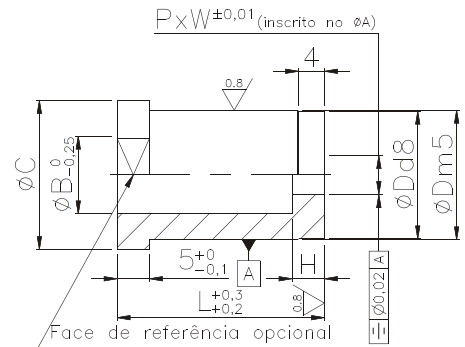 PxW±0,01 (inscrito no ØA)
4
0.8
ØC
ØB 0 -0,25
ØDd8
ØDm5
5 +0 -0,1
A
H
L +0,3 +0,2
0.8
Ø0,02 A
Face de referência opcional